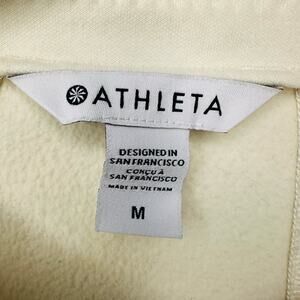 ATHLETA
DESIGNED IN
SAN FRANCISCO
CONÇU À
SAN FRANCISCO
MADE IN VIETNAM
M